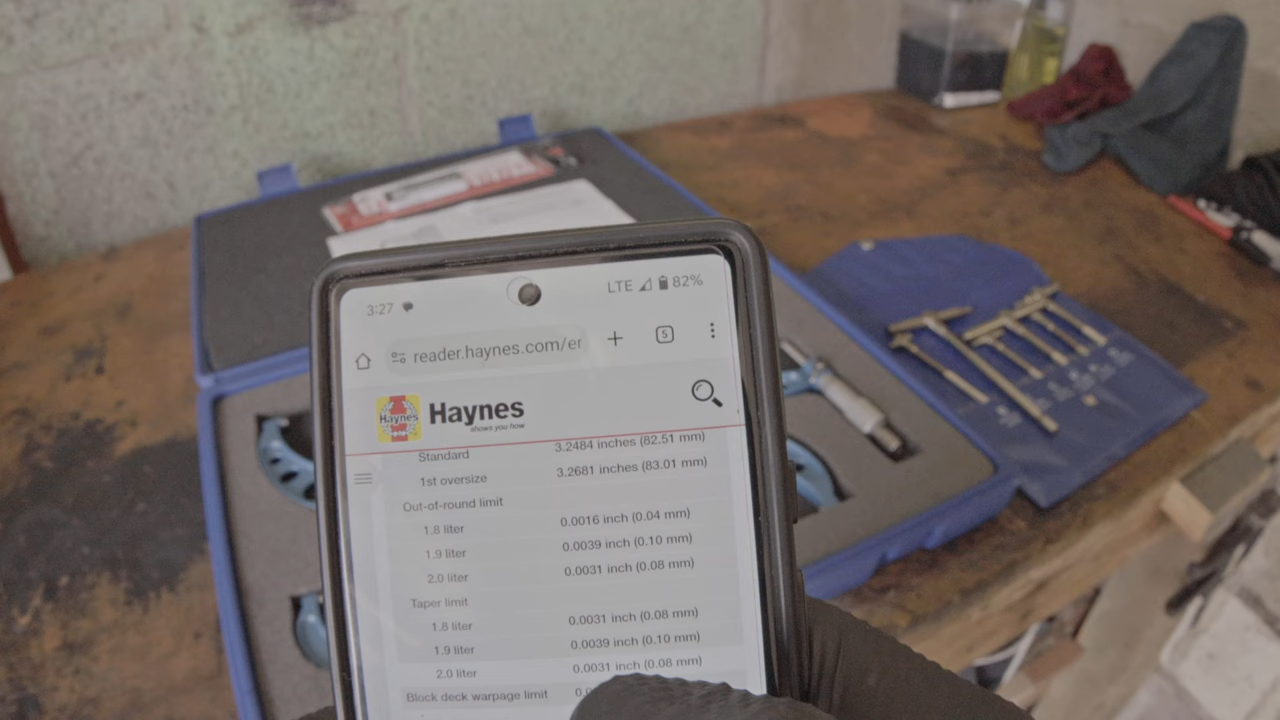 3:27 LTE 82%
reader.haynes.com/er + 5
Haynes Haynes
shows you how
Standard 3.2484 inches (82.51 mm)
1st oversize 3.2681 inches (83.01 mm)
Out-of-round limit
1.8 liter 0.0016 inch (0.04 mm)
1.9 liter 0.0039 inch (0.10 mm)
2.0 liter 0.0031 inch (0.08 mm)
Taper limit
1.8 liter 0.0031 inch (0.08 mm)
1.9 liter 0.0039 inch (0.10 mm)
2.0 liter 0.0031 inch (0.08 mm)
Block deck warpage limit